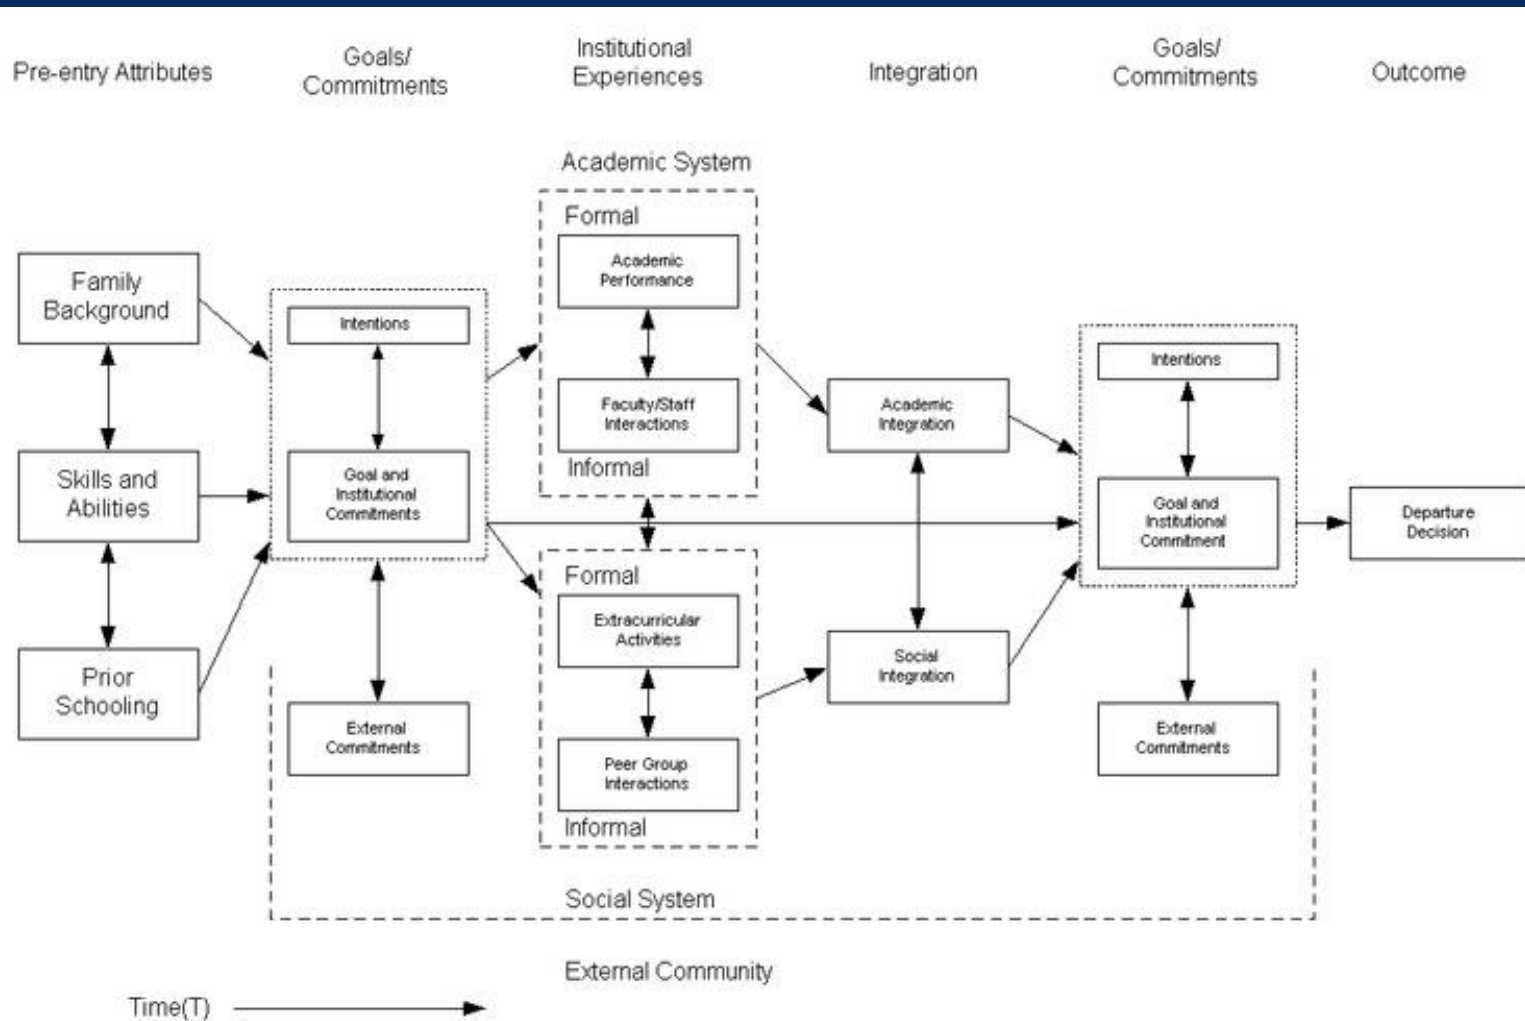 Pre-entry Attributes
Goals/
Commitments
Institutional
Experiences
Integration
Goals/
Commitments
Outcome
Academic System
Formal
Academic
Performance
Faculty/Staff
Interactions
Informal
Family
Background
Skills and
Abilities
Prior
Schooling
Intentions
Goal and
Institutional
Commitments
External
Commitments
Formal
Extracurricular
Activities
Peer Group
Interactions
Informal
Social System
Academic
Integration
Social
Integration
Intentions
Goal and
Institutional
Commitment
External
Commitments
Departure
Decision
External Community
Time(T)